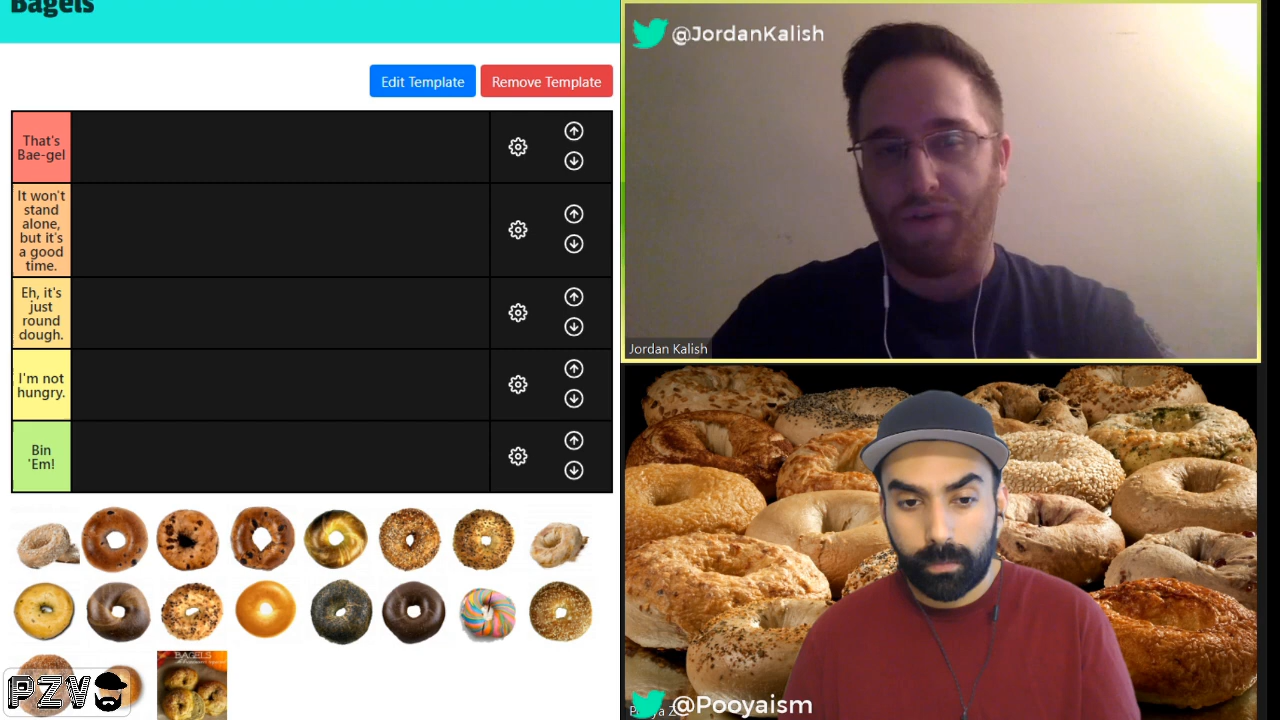 Bagels
Edit Template
Remove Template
That's
Bae-gel
It won't
stand
alone,
but it's
a good
time.
Eh, it's
just
round
dough.
I'm not
hungry.
Bin
'Em!
PZV
BAGELS
@JordanKalish
Jordan Kalish
@Pooyaism